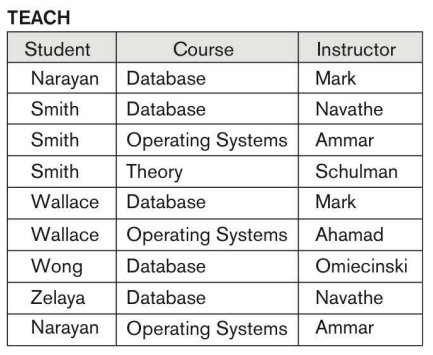 TEACH
Student Course Instructor
Narayan Database Mark
Smith Database Navathe
Smith Operating Systems Ammar
Smith Theory Schulman
Wallace Database Mark
Wallace Operating Systems Ahamad
Wong Database Omiecinski
Zelaya Database Navathe
Narayan Operating Systems Ammar